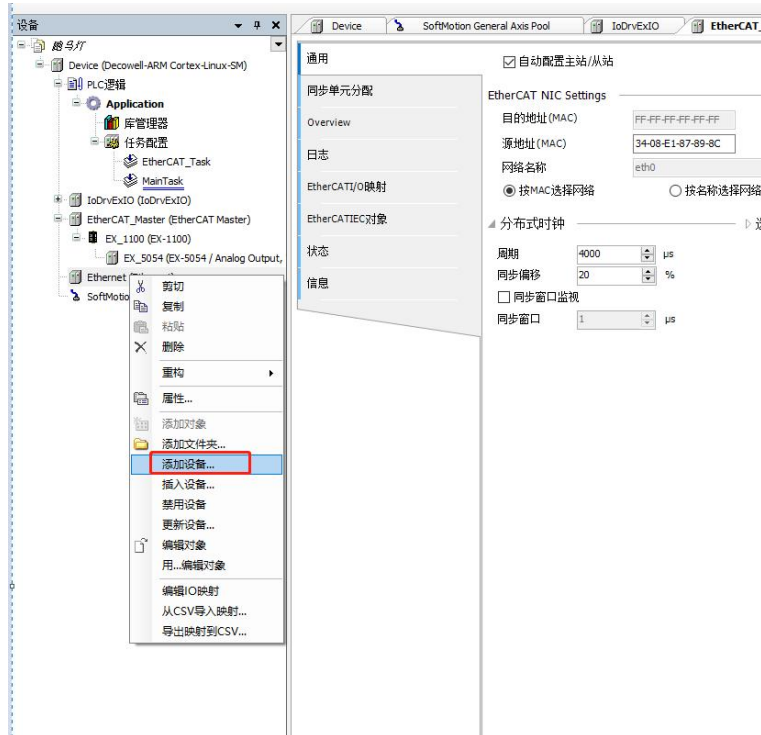 设备
Device
SoftMotion General Axis Pool
IoDrvExIO
EtherCAT_
跑马灯
Device (Decowell-ARM Cortex-Linux-SM)
PLC逻辑
Application
库管理器
任务配置
EtherCAT_Task
MainTask
IoDrvExIO (IoDrvExIO)
EtherCAT_Master (EtherCAT Master)
EX_1100 (EX-1100)
EX_5054 (EX-5054 / Analog Output,
Ethernet
SoftMotio
剪切
复制
粘贴
删除
重构
属性...
添加对象
添加文件夹...
添加设备...
插入设备...
禁用设备
更新设备...
编辑对象
用...编辑对象
编辑IO映射
从CSV导入映射...
导出映射到CSV...
通用
同步单元分配
Overview
日志
EtherCATI/O映射
EtherCATIEC对象
状态
信息
自动配置主站/从站
EtherCAT NIC Settings
目的地址(MAC) FF-FF-FF-FF-FF-FF
源地址(MAC) 34-08-E1-87-89-8C
网络名称 eth0
按MAC选择网络 按名称选择网络
分布式时钟
周期 4000 µs
同步偏移 20 %
同步窗口监视
同步窗口 1 µs